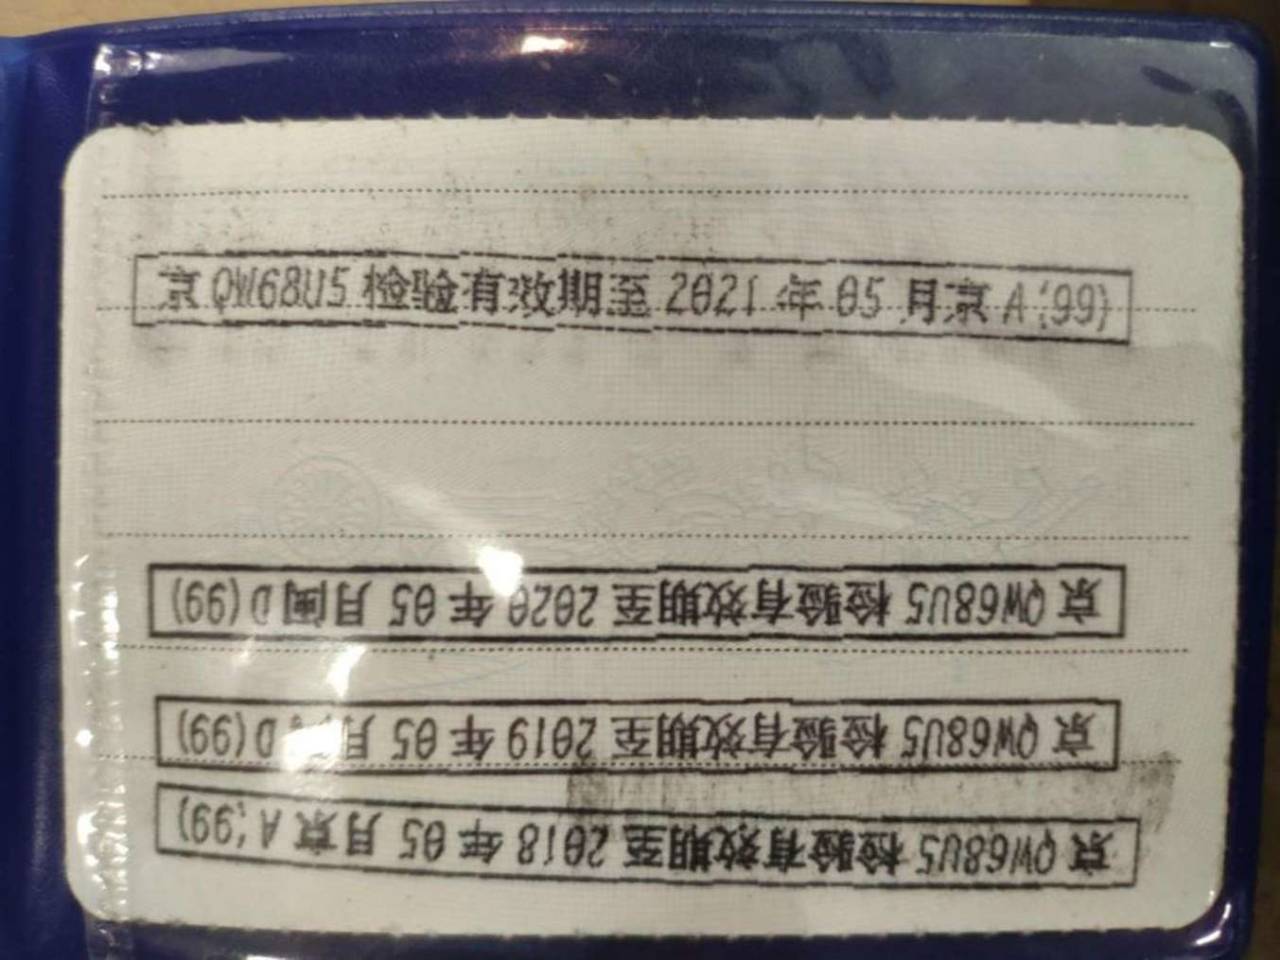 京QW68U5 检验有效期至 2021 年 05 月京 A (99)
京QW68U5 检验有效期至 2020 年 05 月闽 D (99)
京QW68U5 检验有效期至 2019 年 05 月 D (99)
京QW68U5 检验有效期至 2018 年 05 月京 A (99)